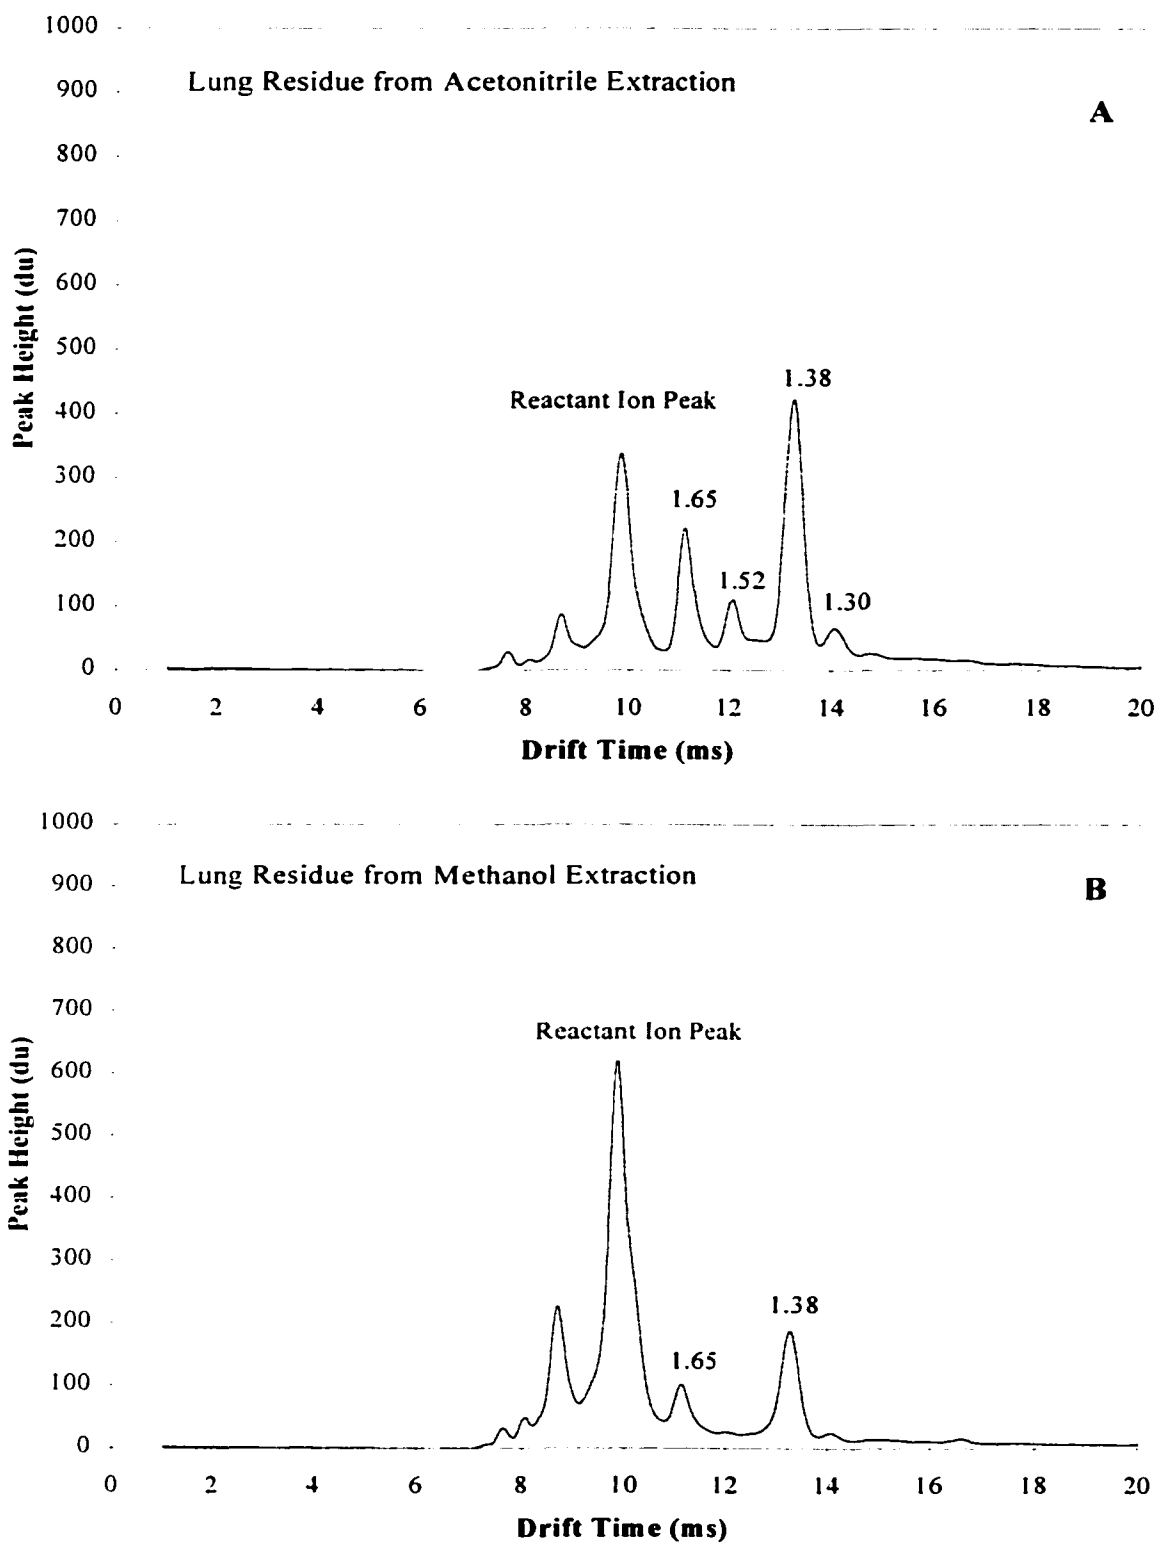 1000
Lung Residue from Acetonitrile Extraction
900
A
800
700
600
500
1.38
Reactant Ion Peak
400
300
1.65
200
1.52
1.30
100
0
Peak Height (du)
0 2 4 6 8 10 12 14 16 18 20
Drift Time (ms)
1000
Lung Residue from Methanol Extraction
900
B
800
700
Reactant Ion Peak
600
500
400
300
1.38
200
1.65
100
0
Peak Height (du)
0 2 4 6 8 10 12 14 16 18 20
Drift Time (ms)